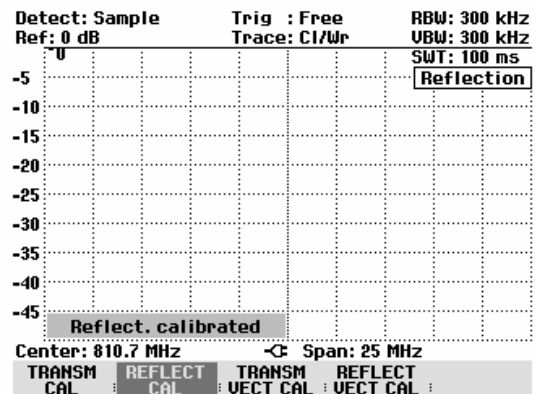 Detect: Sample Trig : Free RBW: 300 kHz
Ref: 0 dB Trace: Cl/Wr VBW: 300 kHz
0 SWT: 100 ms
-5 Reflection
-10
-15
-20
-25
-30
-35
-40
-45
Reflect. calibrated
Center: 810.7 MHz Span: 25 MHz
TRANSM REFLECT TRANSM REFLECT
CAL CAL VECT CAL VECT CAL